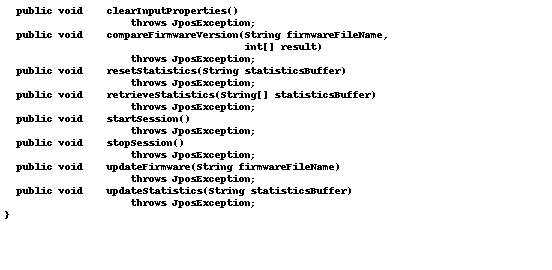 public void    clearInputProperties()
                   throws JposException;
public void    compareFirmwareVersion(String firmwareFileName,
                                      int[] result)
                   throws JposException;
public void    resetStatistics(String statisticsBuffer)
                   throws JposException;
public void    retrieveStatistics(String[] statisticsBuffer)
                   throws JposException;
public void    startSession()
                   throws JposException;
public void    stopSession()
                   throws JposException;
public void    updateFirmware(String firmwareFileName)
                   throws JposException;
public void    updateStatistics(String statisticsBuffer)
                   throws JposException;
}